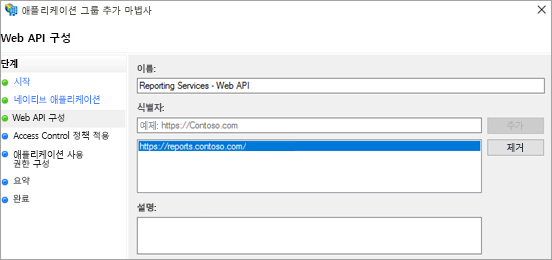 애플리케이션 그룹 추가 마법사
Web API 구성
단계
시작
네이티브 애플리케이션
Web API 구성
Access Control 정책 적용
애플리케이션 사용
권한 구성
요약
완료
이름:
Reporting Services - Web API
식별자:
예제: https://Contoso.com
추가
https://reports.contoso.com/
제거
설명: